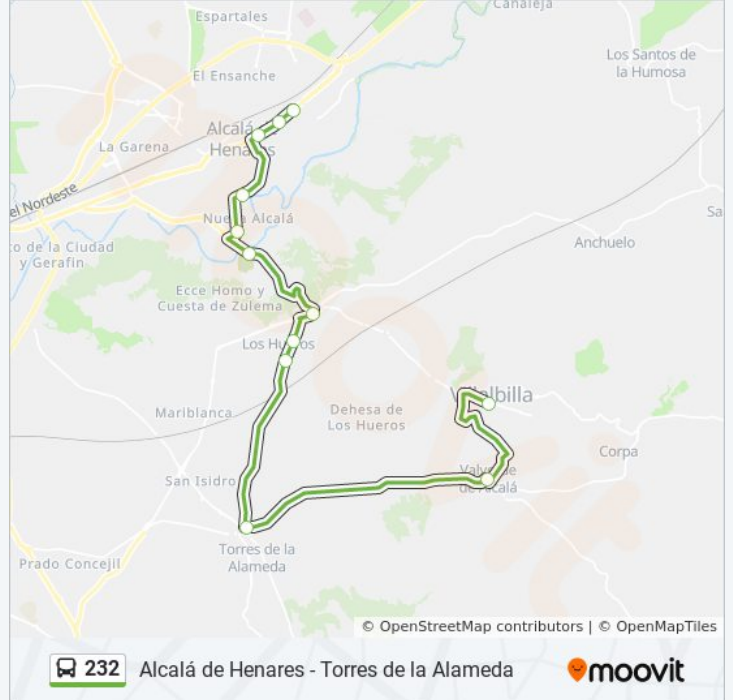 Canaleja
Espartales
Los Santos de
la Humosa
El Ensanche
Alcalá de
Henares
La Garena
el Nordeste
Nueva Alcalá
Sa
Anchuelo
co de la Ciudad
y Gerafin
Ecce Homo y
Cuesta de Zulema
Los Hueros
Villalbilla
Mariblanca
Dehesa de
Los Hueros
Corpa
San Isidro
Valverde
de Alcalá
Torres de la
Alameda
Prado Concejil
© OpenStreetMap contributors | © OpenMapTiles
232 Alcalá de Henares - Torres de la Alameda
moovit